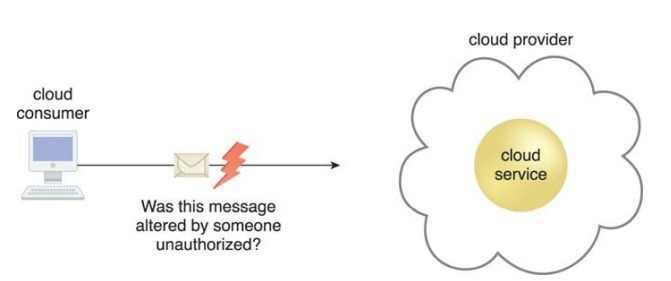 cloud provider
cloud
consumer
cloud
service
Was this message
altered by someone
unauthorized?